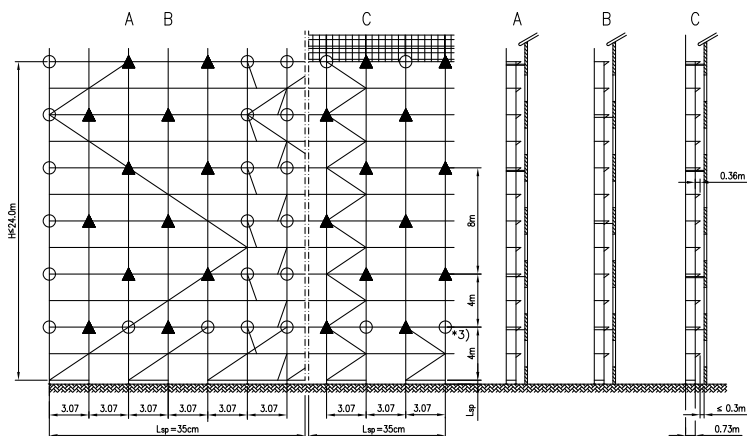 A B C A B C
H≤24.0m
0.36m
8m
4m
*3)
4m
Lsp
3.07 3.07 3.07 3.07 3.07 3.07 3.07 3.07 3.07
≤ 0.3m
Lsp=35cm Lsp=35cm 0.73m